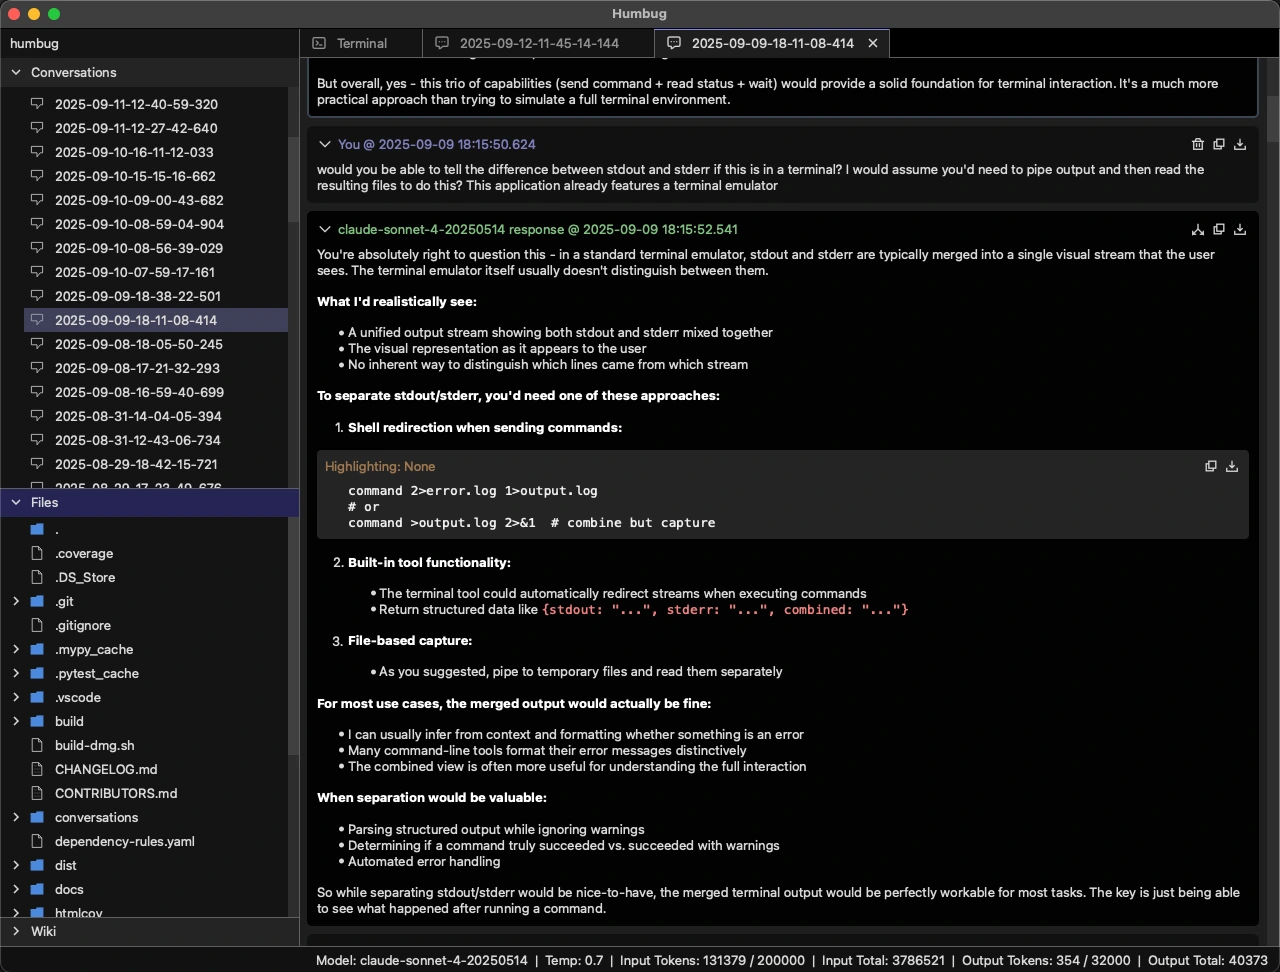 Humbug
humbug
Conversations
2025-09-11-12-40-59-320
2025-09-11-12-27-42-640
2025-09-10-16-11-12-033
2025-09-10-15-15-16-662
2025-09-10-09-00-43-682
2025-09-10-08-59-04-904
2025-09-10-08-56-39-029
2025-09-10-07-59-17-161
2025-09-09-18-38-22-501
2025-09-09-18-11-08-414
2025-09-08-18-05-50-245
2025-09-08-17-21-32-293
2025-09-08-16-59-40-699
2025-08-31-14-04-05-394
2025-08-31-12-43-06-734
2025-08-29-18-42-15-721
2025-08-29-17-23-49-676
Files
.
.coverage
.DS_Store
.git
.gitignore
.mypy_cache
.pytest_cache
.vscode
build
build-dmg.sh
CHANGELOG.md
CONTRIBUTORS.md
conversations
dependency-rules.yaml
dist
docs
htmlcov
Wiki
Terminal
2025-09-12-11-45-14-144
2025-09-09-18-11-08-414
But overall, yes - this trio of capabilities (send command + read status + wait) would provide a solid foundation for terminal interaction. It's a much more
practical approach than trying to simulate a full terminal environment.
You @ 2025-09-09 18:15:50.624
would you be able to tell the difference between stdout and stderr if this is in a terminal? I would assume you'd need to pipe output and then read the
resulting files to do this? This application already features a terminal emulator
claude-sonnet-4-20250514 response @ 2025-09-09 18:15:52.541
You're absolutely right to question this - in a standard terminal emulator, stdout and stderr are typically merged into a single visual stream that the user
sees. The terminal emulator itself usually doesn't distinguish between them.
What I'd realistically see:
• A unified output stream showing both stdout and stderr mixed together
• The visual representation as it appears to the user
• No inherent way to distinguish which lines came from which stream
To separate stdout/stderr, you'd need one of these approaches:
1. Shell redirection when sending commands:
Highlighting: None
command 2>error.log 1>output.log
# or
command >output.log 2>&1  # combine but capture
2. Built-in tool functionality:
• The terminal tool could automatically redirect streams when executing commands
• Return structured data like {stdout: "...", stderr: "...", combined: "..."}
3. File-based capture:
• As you suggested, pipe to temporary files and read them separately
For most use cases, the merged output would actually be fine:
• I can usually infer from context and formatting whether something is an error
• Many command-line tools format their error messages distinctively
• The combined view is often more useful for understanding the full interaction
When separation would be valuable:
• Parsing structured output while ignoring warnings
• Determining if a command truly succeeded vs. succeeded with warnings
• Automated error handling
So while separating stdout/stderr would be nice-to-have, the merged terminal output would be perfectly workable for most tasks. The key is just being able
to see what happened after running a command.
Model: claude-sonnet-4-20250514 | Temp: 0.7 | Input Tokens: 131379 / 200000 | Input Total: 3786521 | Output Tokens: 354 / 32000 | Output Total: 40373